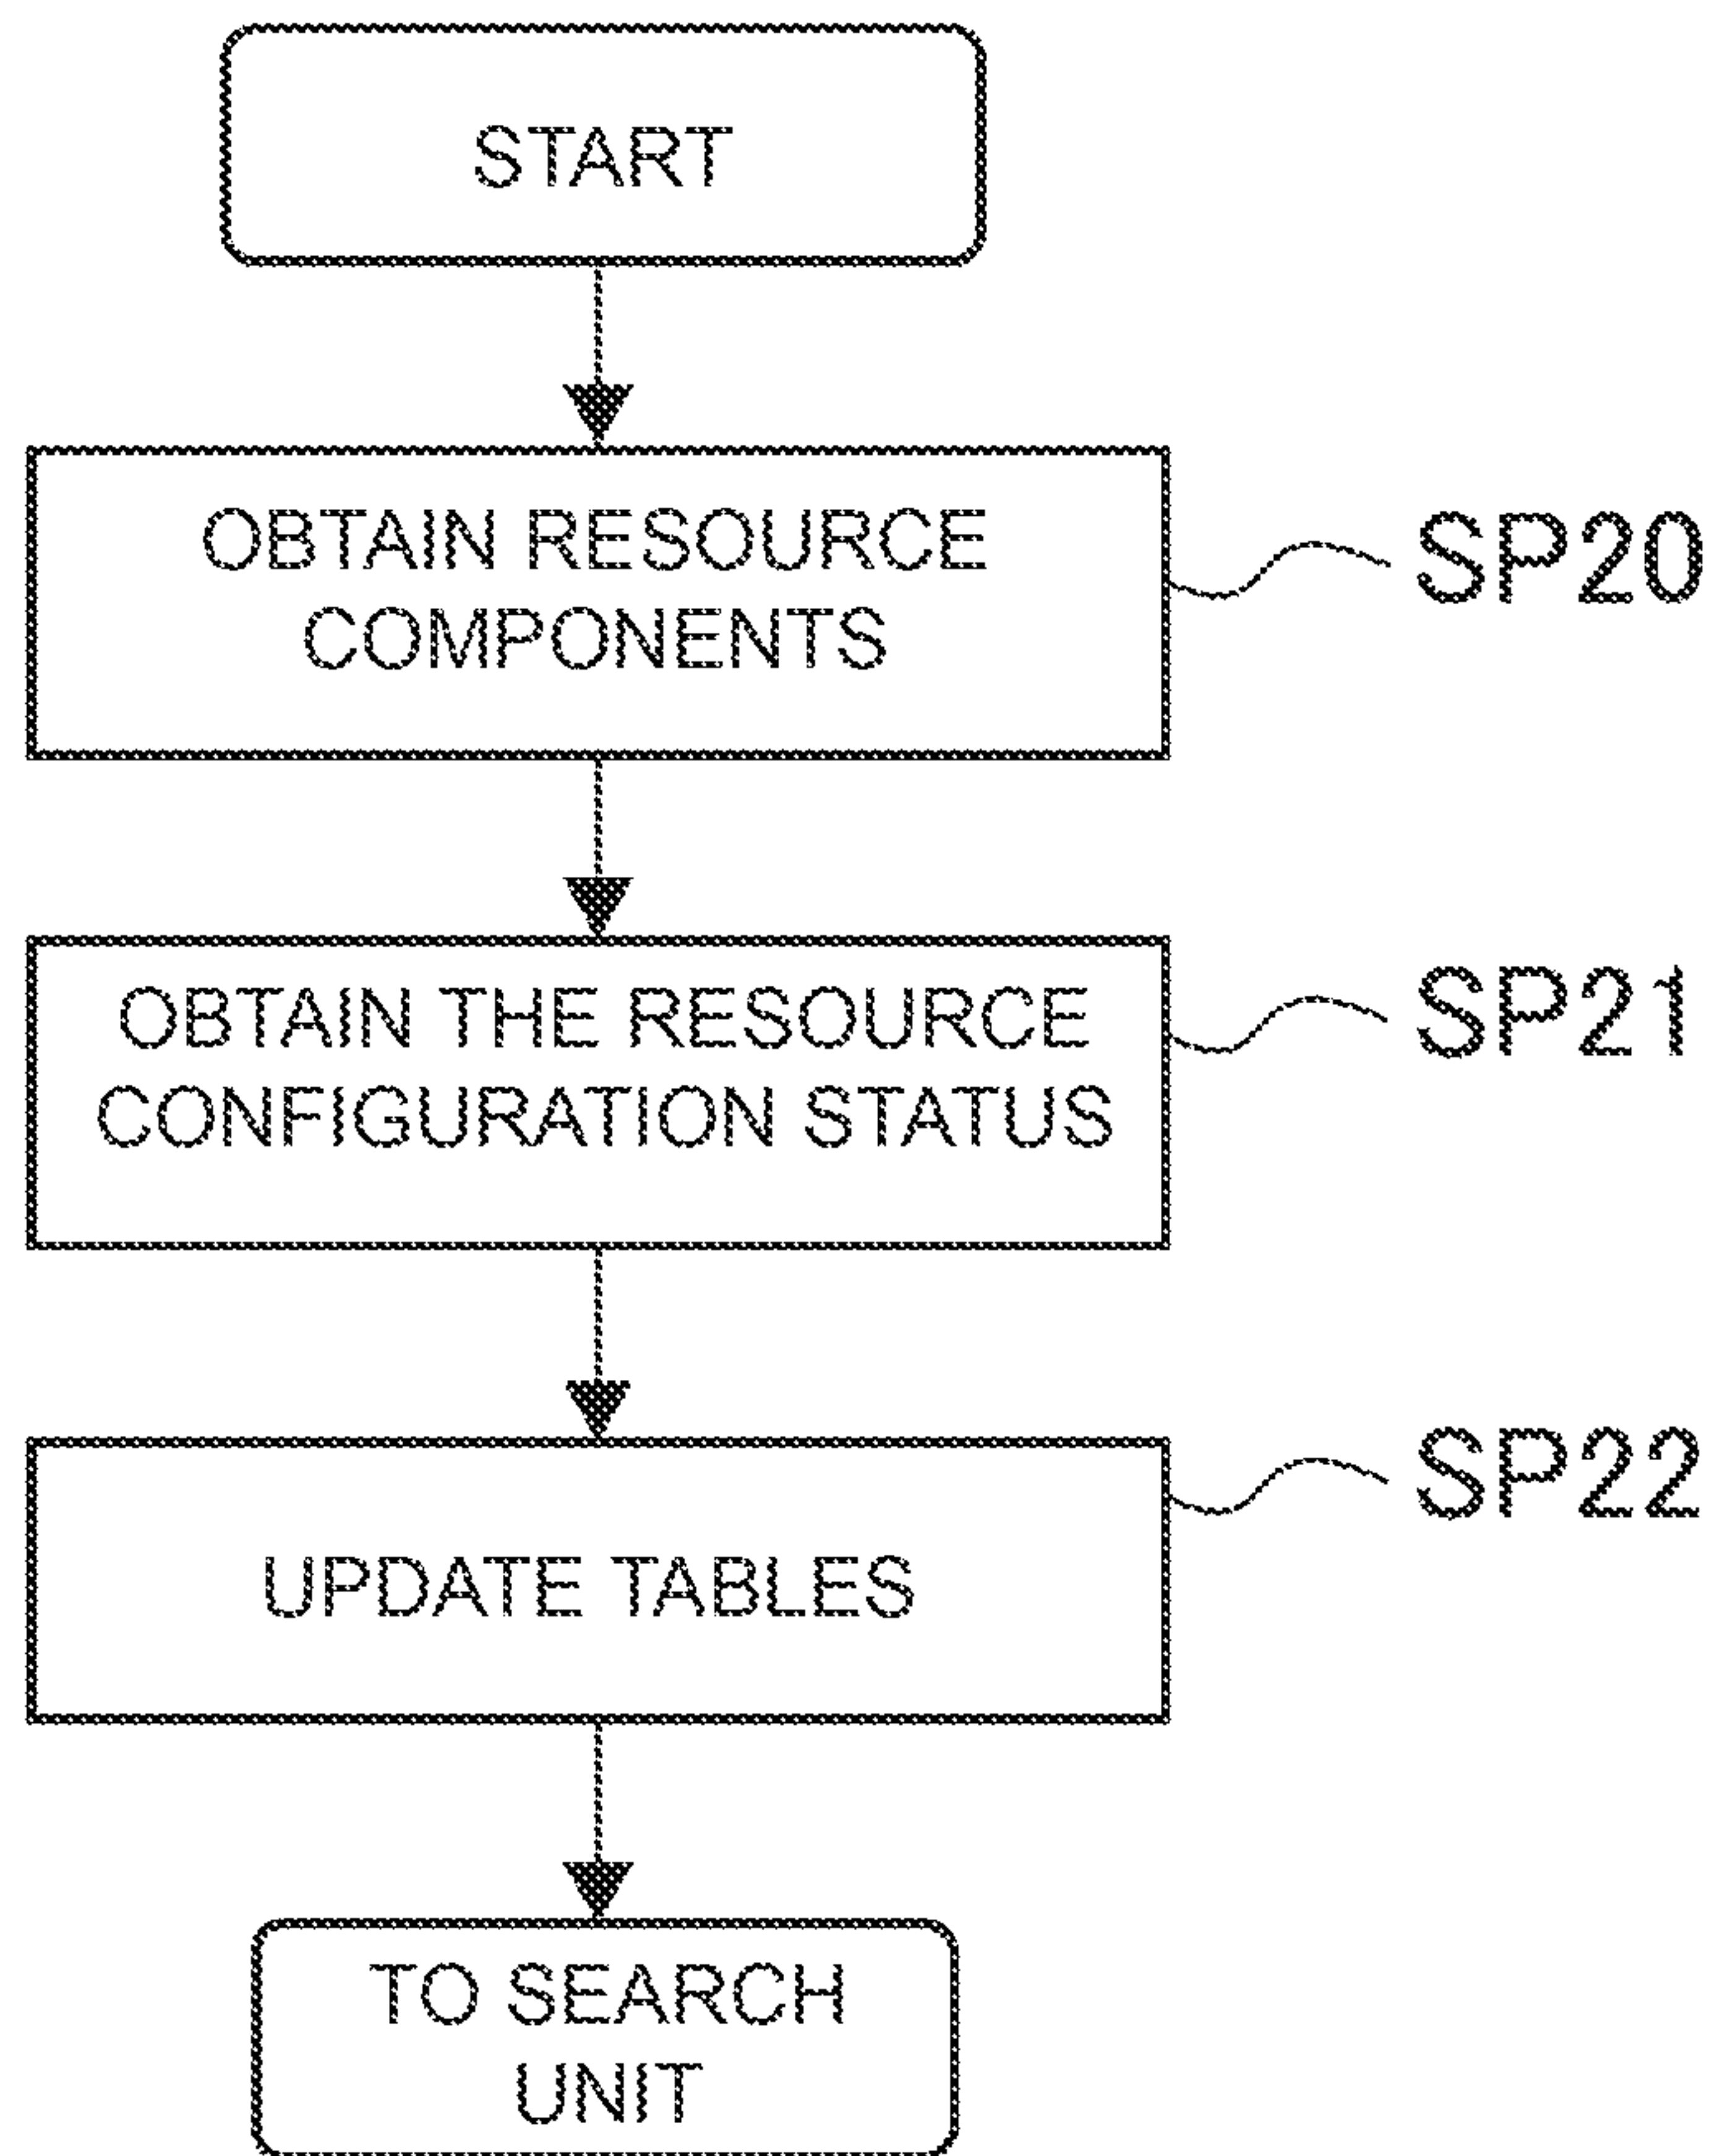 START
OBTAIN RESOURCE
COMPONENTS
SP20
OBTAIN THE RESOURCE
CONFIGURATION STATUS
SP21
UPDATE TABLES
SP22
TO SEARCH
UNIT